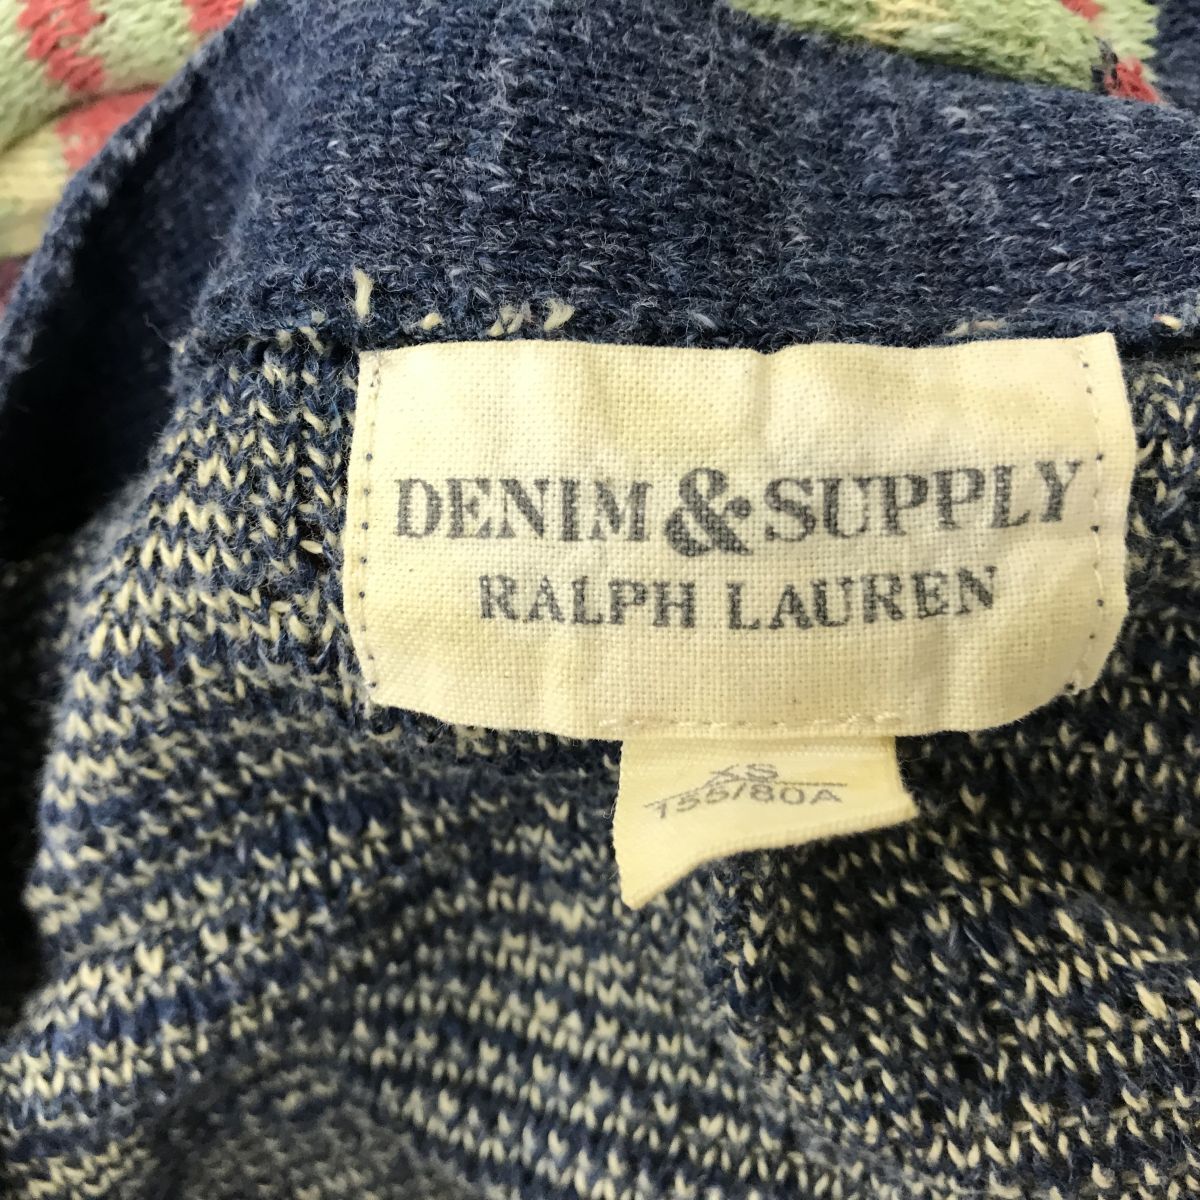 DENIM & SUPPLY
RALPH LAUREN
XS
155/80A